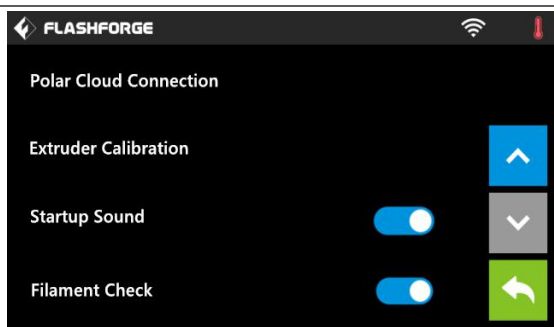 FLASHFORGE
Polar Cloud Connection
Extruder Calibration
Startup Sound
Filament Check